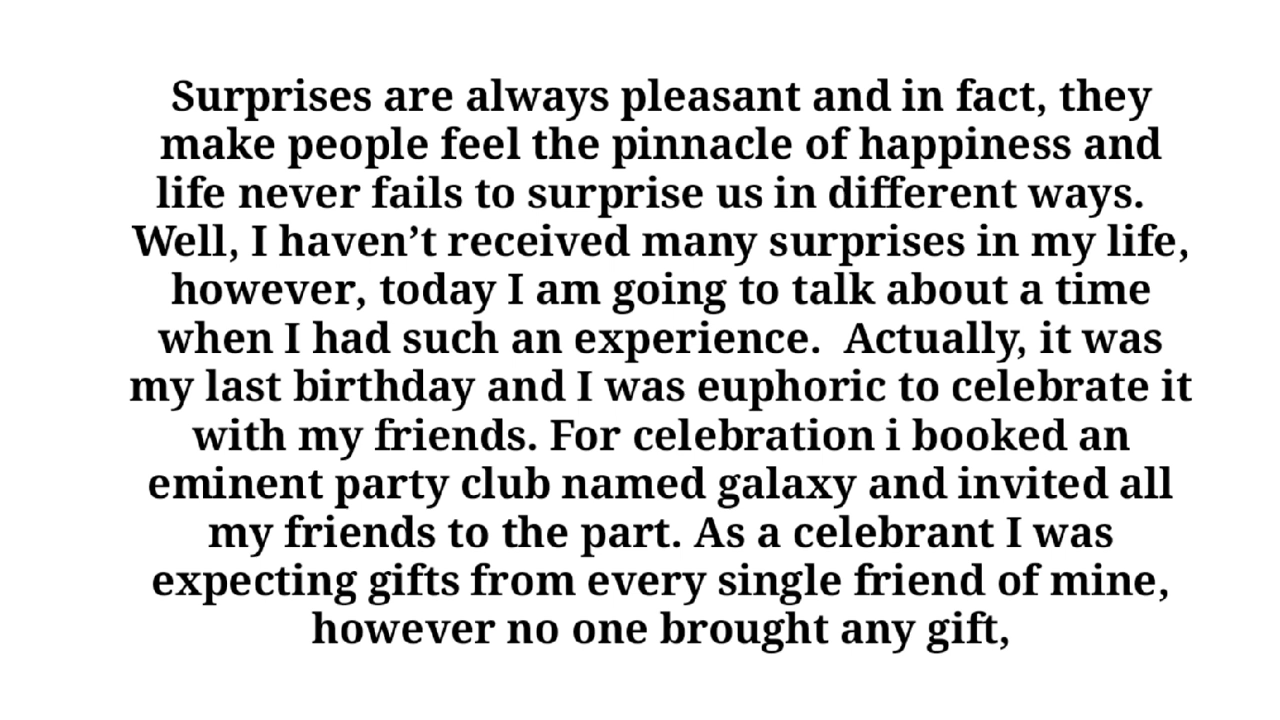 Surprises are always pleasant and in fact, they
make people feel the pinnacle of happiness and
life never fails to surprise us in different ways.
Well, I haven’t received many surprises in my life,
however, today I am going to talk about a time
when I had such an experience.  Actually, it was
my last birthday and I was euphoric to celebrate it
with my friends. For celebration i booked an
eminent party club named galaxy and invited all
my friends to the part. As a celebrant I was
expecting gifts from every single friend of mine,
however no one brought any gift,